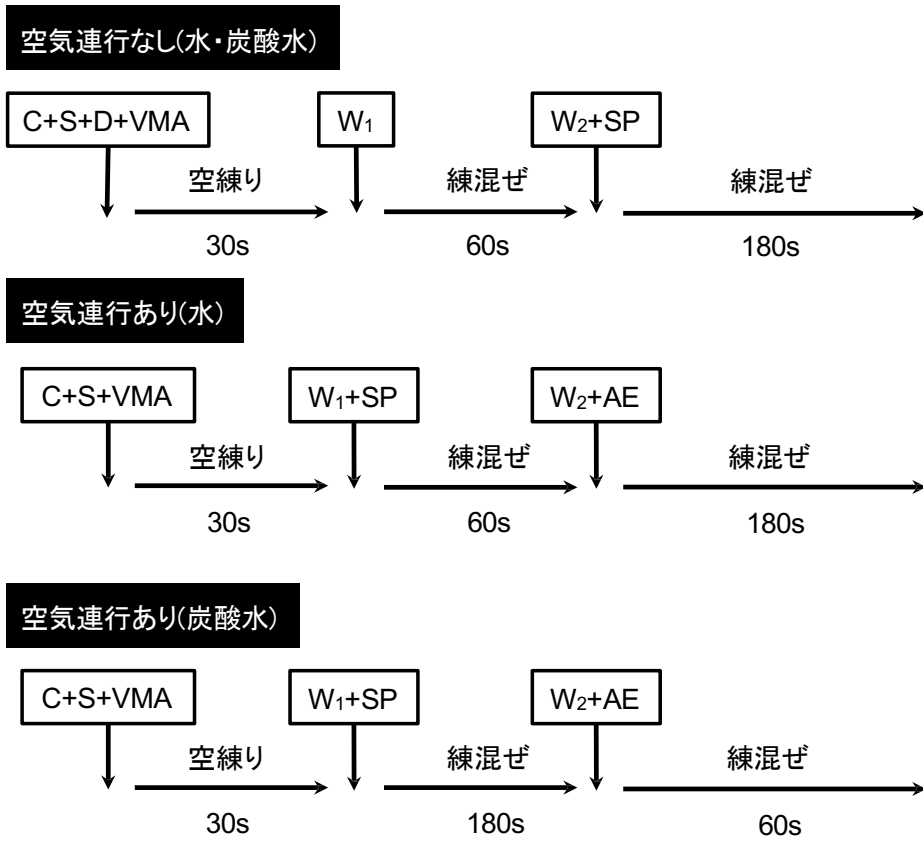 空気連行なし(水・炭酸水)
C+S+D+VMA
W₁
W₂+SP
空練り
練混ぜ
練混ぜ
30s
60s
180s
空気連行あり(水)
C+S+VMA
W₁+SP
W₂+AE
空練り
練混ぜ
練混ぜ
30s
60s
180s
空気連行あり(炭酸水)
C+S+VMA
W₁+SP
W₂+AE
空練り
練混ぜ
練混ぜ
30s
180s
60s